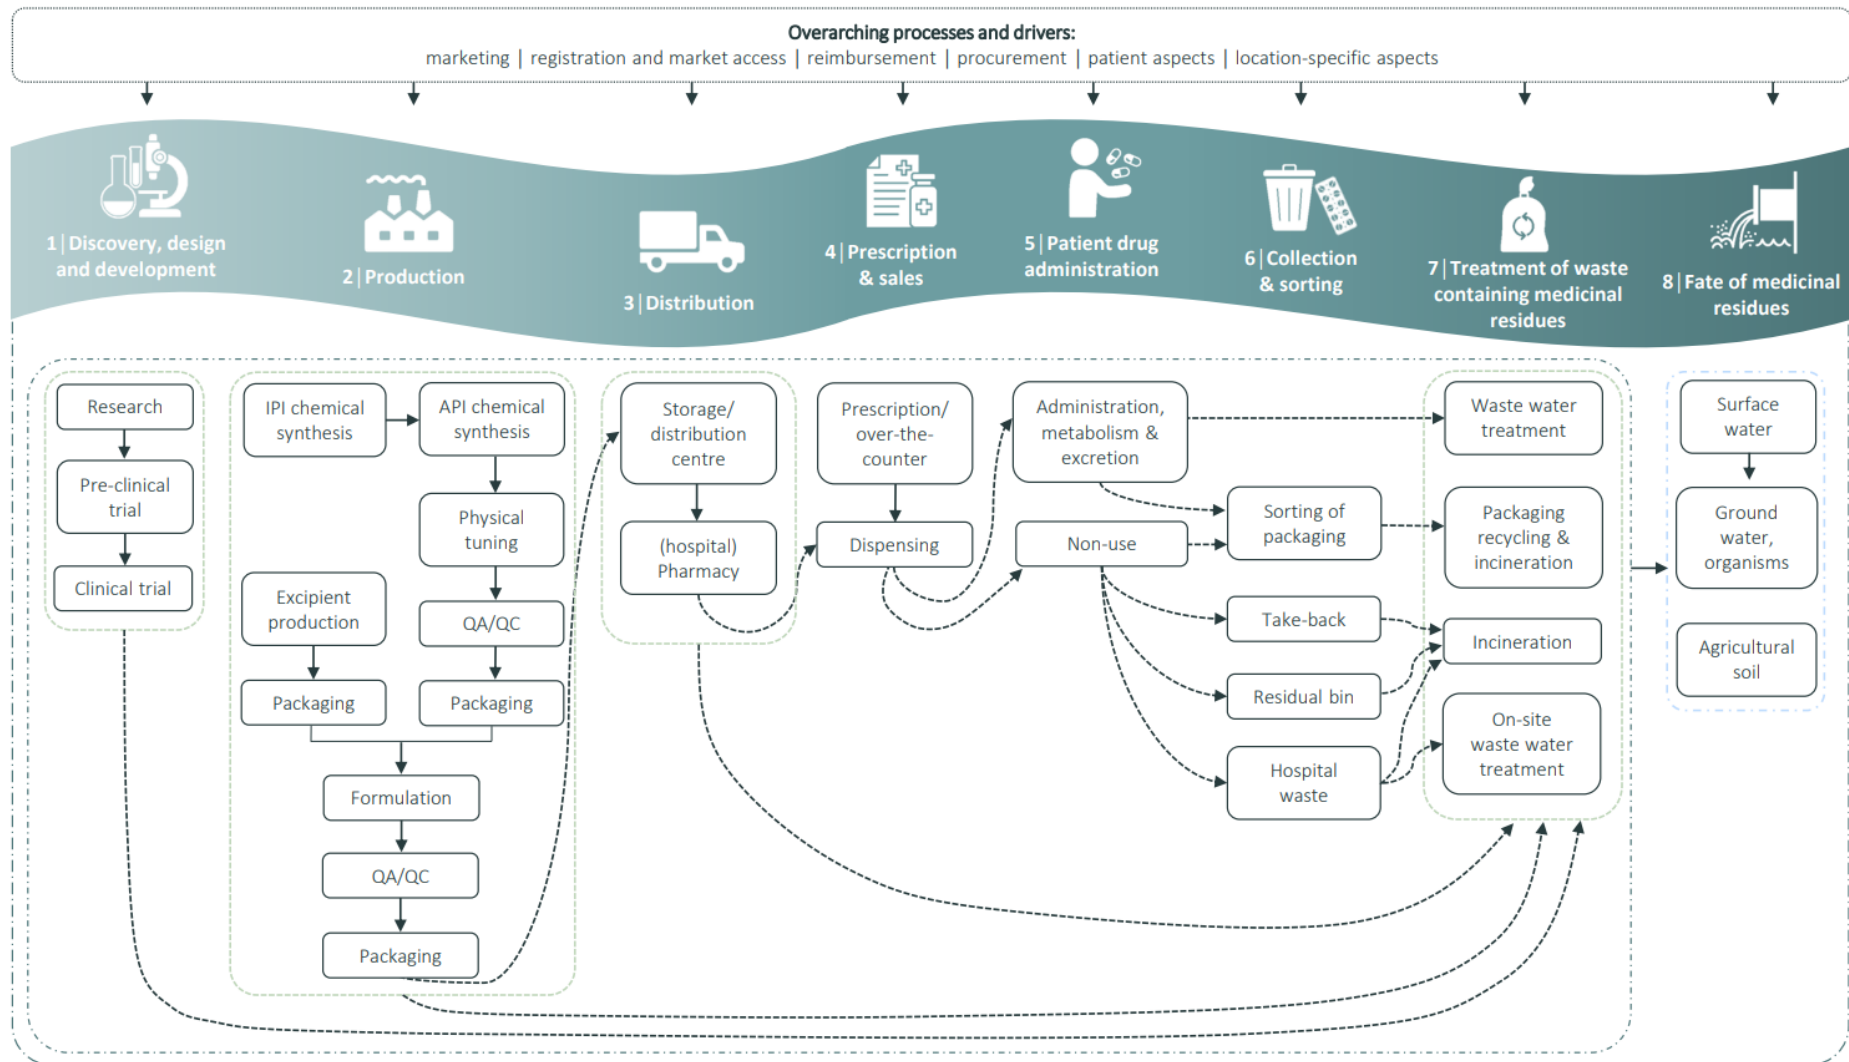 Overarching processes and drivers:
marketing | registration and market access | reimbursement | procurement | patient aspects | location-specific aspects
1 | Discovery, design
and development
2 | Production
3 | Distribution
4 | Prescription
& sales
5 | Patient drug
administration
6 | Collection
& sorting
7 | Treatment of waste
containing medicinal
residues
8 | Fate of medicinal
residues
Research
Pre-clinical
trial
Clinical trial
IPI chemical
synthesis
API chemical
synthesis
Physical
tuning
Excipient
production
QA/QC
Packaging
Packaging
Formulation
QA/QC
Packaging
Storage/
distribution
centre
(hospital)
Pharmacy
Prescription/
over-the-
counter
Dispensing
Administration,
metabolism &
excretion
Non-use
Sorting of
packaging
Take-back
Residual bin
Hospital
waste
Waste water
treatment
Packaging
recycling &
incineration
Incineration
On-site
waste water
treatment
Surface
water
Ground
water,
organisms
Agricultural
soil